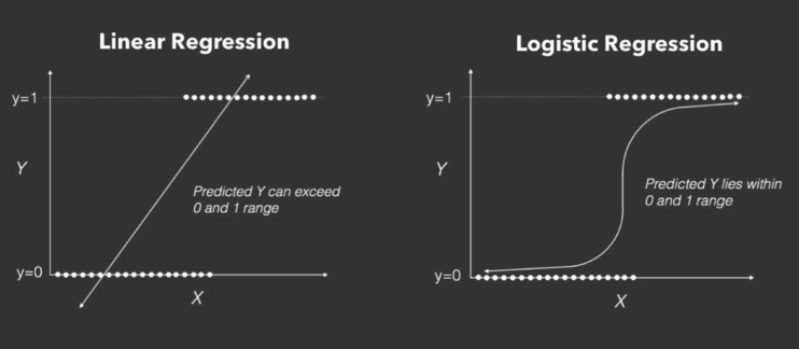 Linear Regression
y=1
Y
Predicted Y can exceed
0 and 1 range
y=0
X
Logistic Regression
y=1
Y
Predicted Y lies within
0 and 1 range
y=0
X